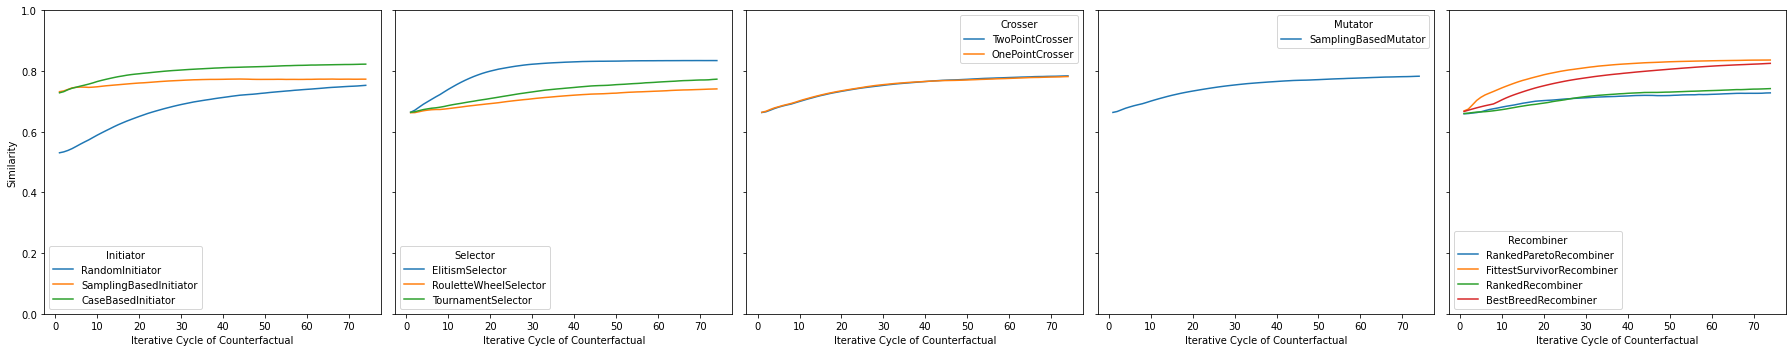 1.0
0.8
0.6
0.4
0.2
0.0
Similarity
Initiator
RandomInitiator
SamplingBasedInitiator
CaseBasedInitiator
0 10 20 30 40 50 60 70
Iterative Cycle of Counterfactual
Selector
ElitismSelector
RouletteWheelSelector
TournamentSelector
0 10 20 30 40 50 60 70
Iterative Cycle of Counterfactual
Crosser
TwoPointCrosser
OnePointCrosser
0 10 20 30 40 50 60 70
Iterative Cycle of Counterfactual
Mutator
SamplingBasedMutator
0 10 20 30 40 50 60 70
Iterative Cycle of Counterfactual
Recombiner
RankedParetoRecombiner
FittestSurvivorRecombiner
RankedRecombiner
BestBreedRecombiner
0 10 20 30 40 50 60 70
Iterative Cycle of Counterfactual